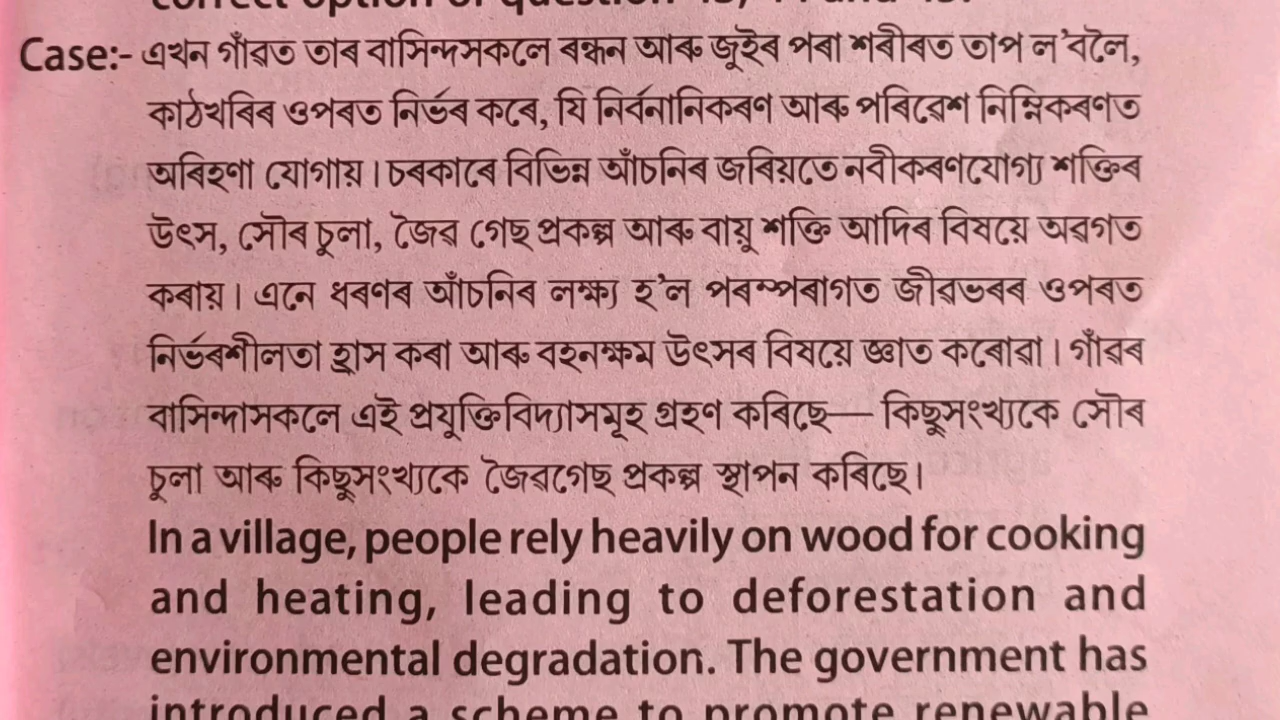 correct option of question 43, 44 and 45.
Case:- এখন গাঁৱত তাৰ বাসিন্দসকলে ৰন্ধন আৰু জুইৰ পৰা শৰীৰত তাপ ল'বলৈ,
কাঠখৰিৰ ওপৰত নিৰ্ভৰ কৰে, যি নিৰ্বনানিকৰণ আৰু পৰিৱেশ নিম্নিকৰণত
অৰিহণা যোগায়। চৰকাৰে বিভিন্ন আঁচনিৰ জৰিয়তে নবীকৰণযোগ্য শক্তিৰ
উৎস, সৌৰ চুলা, জৈৱ গেছ প্ৰকল্প আৰু বায়ু শক্তি আদিৰ বিষয়ে অৱগত
কৰায়। এনে ধৰণৰ আঁচনিৰ লক্ষ্য হ'ল পৰম্পৰাগত জীৱভৰৰ ওপৰত
নিৰ্ভৰশীলতা হ্ৰাস কৰা আৰু বহনক্ষম উৎসৰ বিষয়ে জ্ঞাত কৰোৱা। গাঁৱৰ
বাসিন্দাসকলে এই প্ৰযুক্তিবিদ্যাসমূহ গ্ৰহণ কৰিছে— কিছুসংখ্যকে সৌৰ
চুলা আৰু কিছুসংখ্যকে জৈৱগেছ প্ৰকল্প স্থাপন কৰিছে।
In a village, people rely heavily on wood for cooking
and heating, leading to deforestation and
environmental degradation. The government has
introduced a scheme to promote renewable